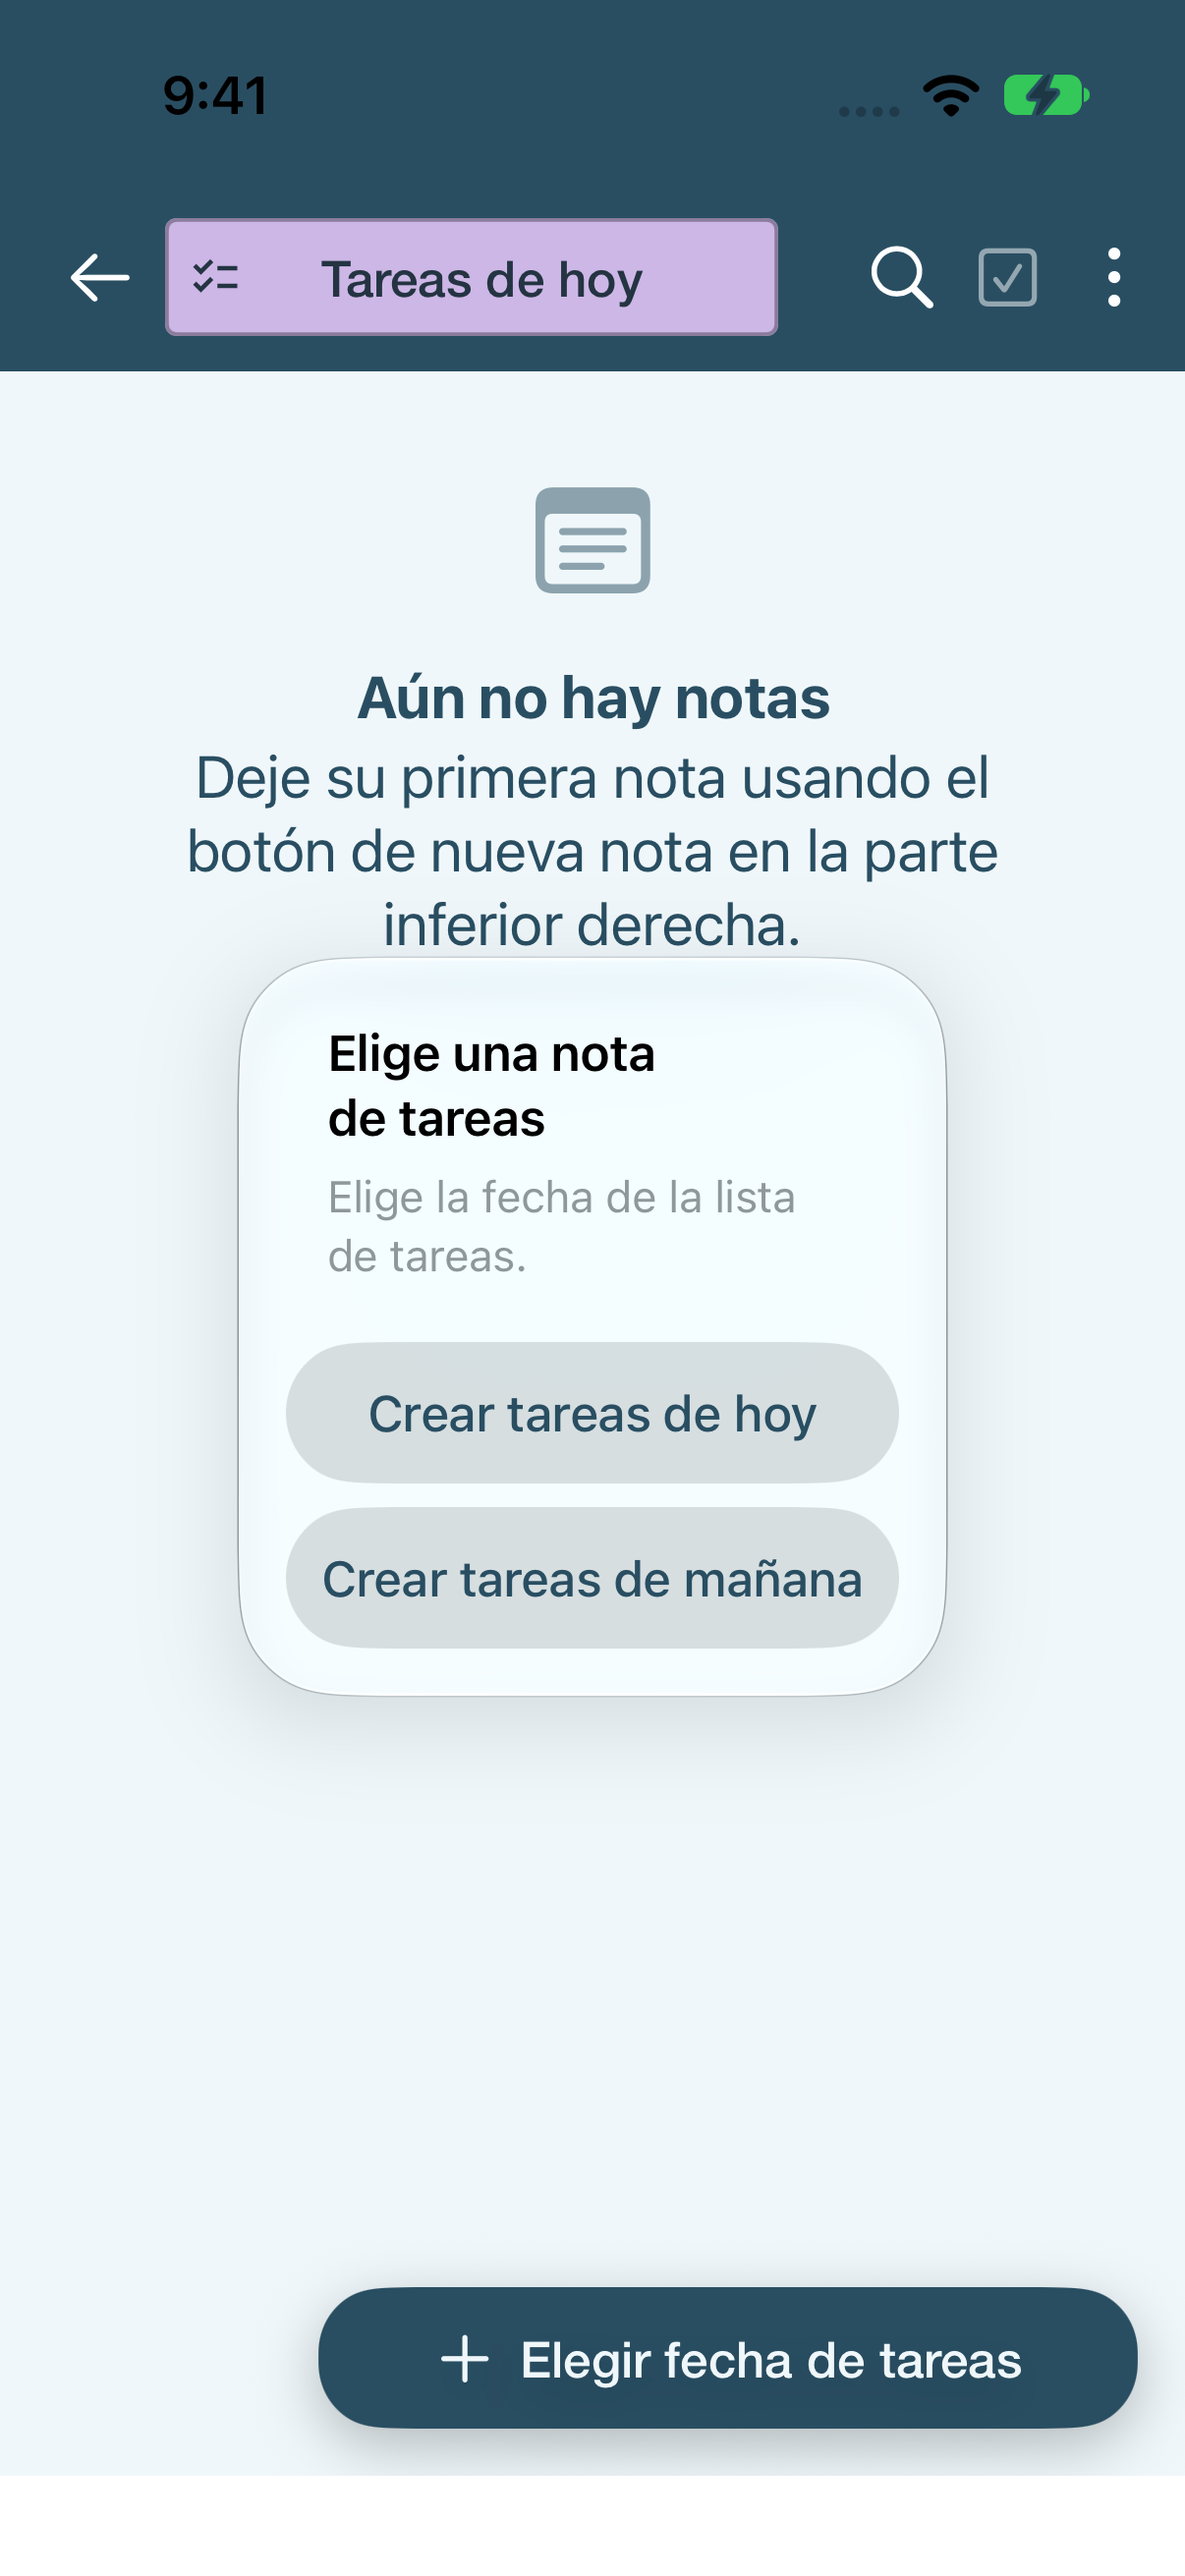 9:41
Tareas de hoy
Aún no hay notas
Deje su primera nota usando el
botón de nueva nota en la parte
inferior derecha.
Elige una nota
de tareas
Elige la fecha de la lista
de tareas.
Crear tareas de hoy
Crear tareas de mañana
Elegir fecha de tareas